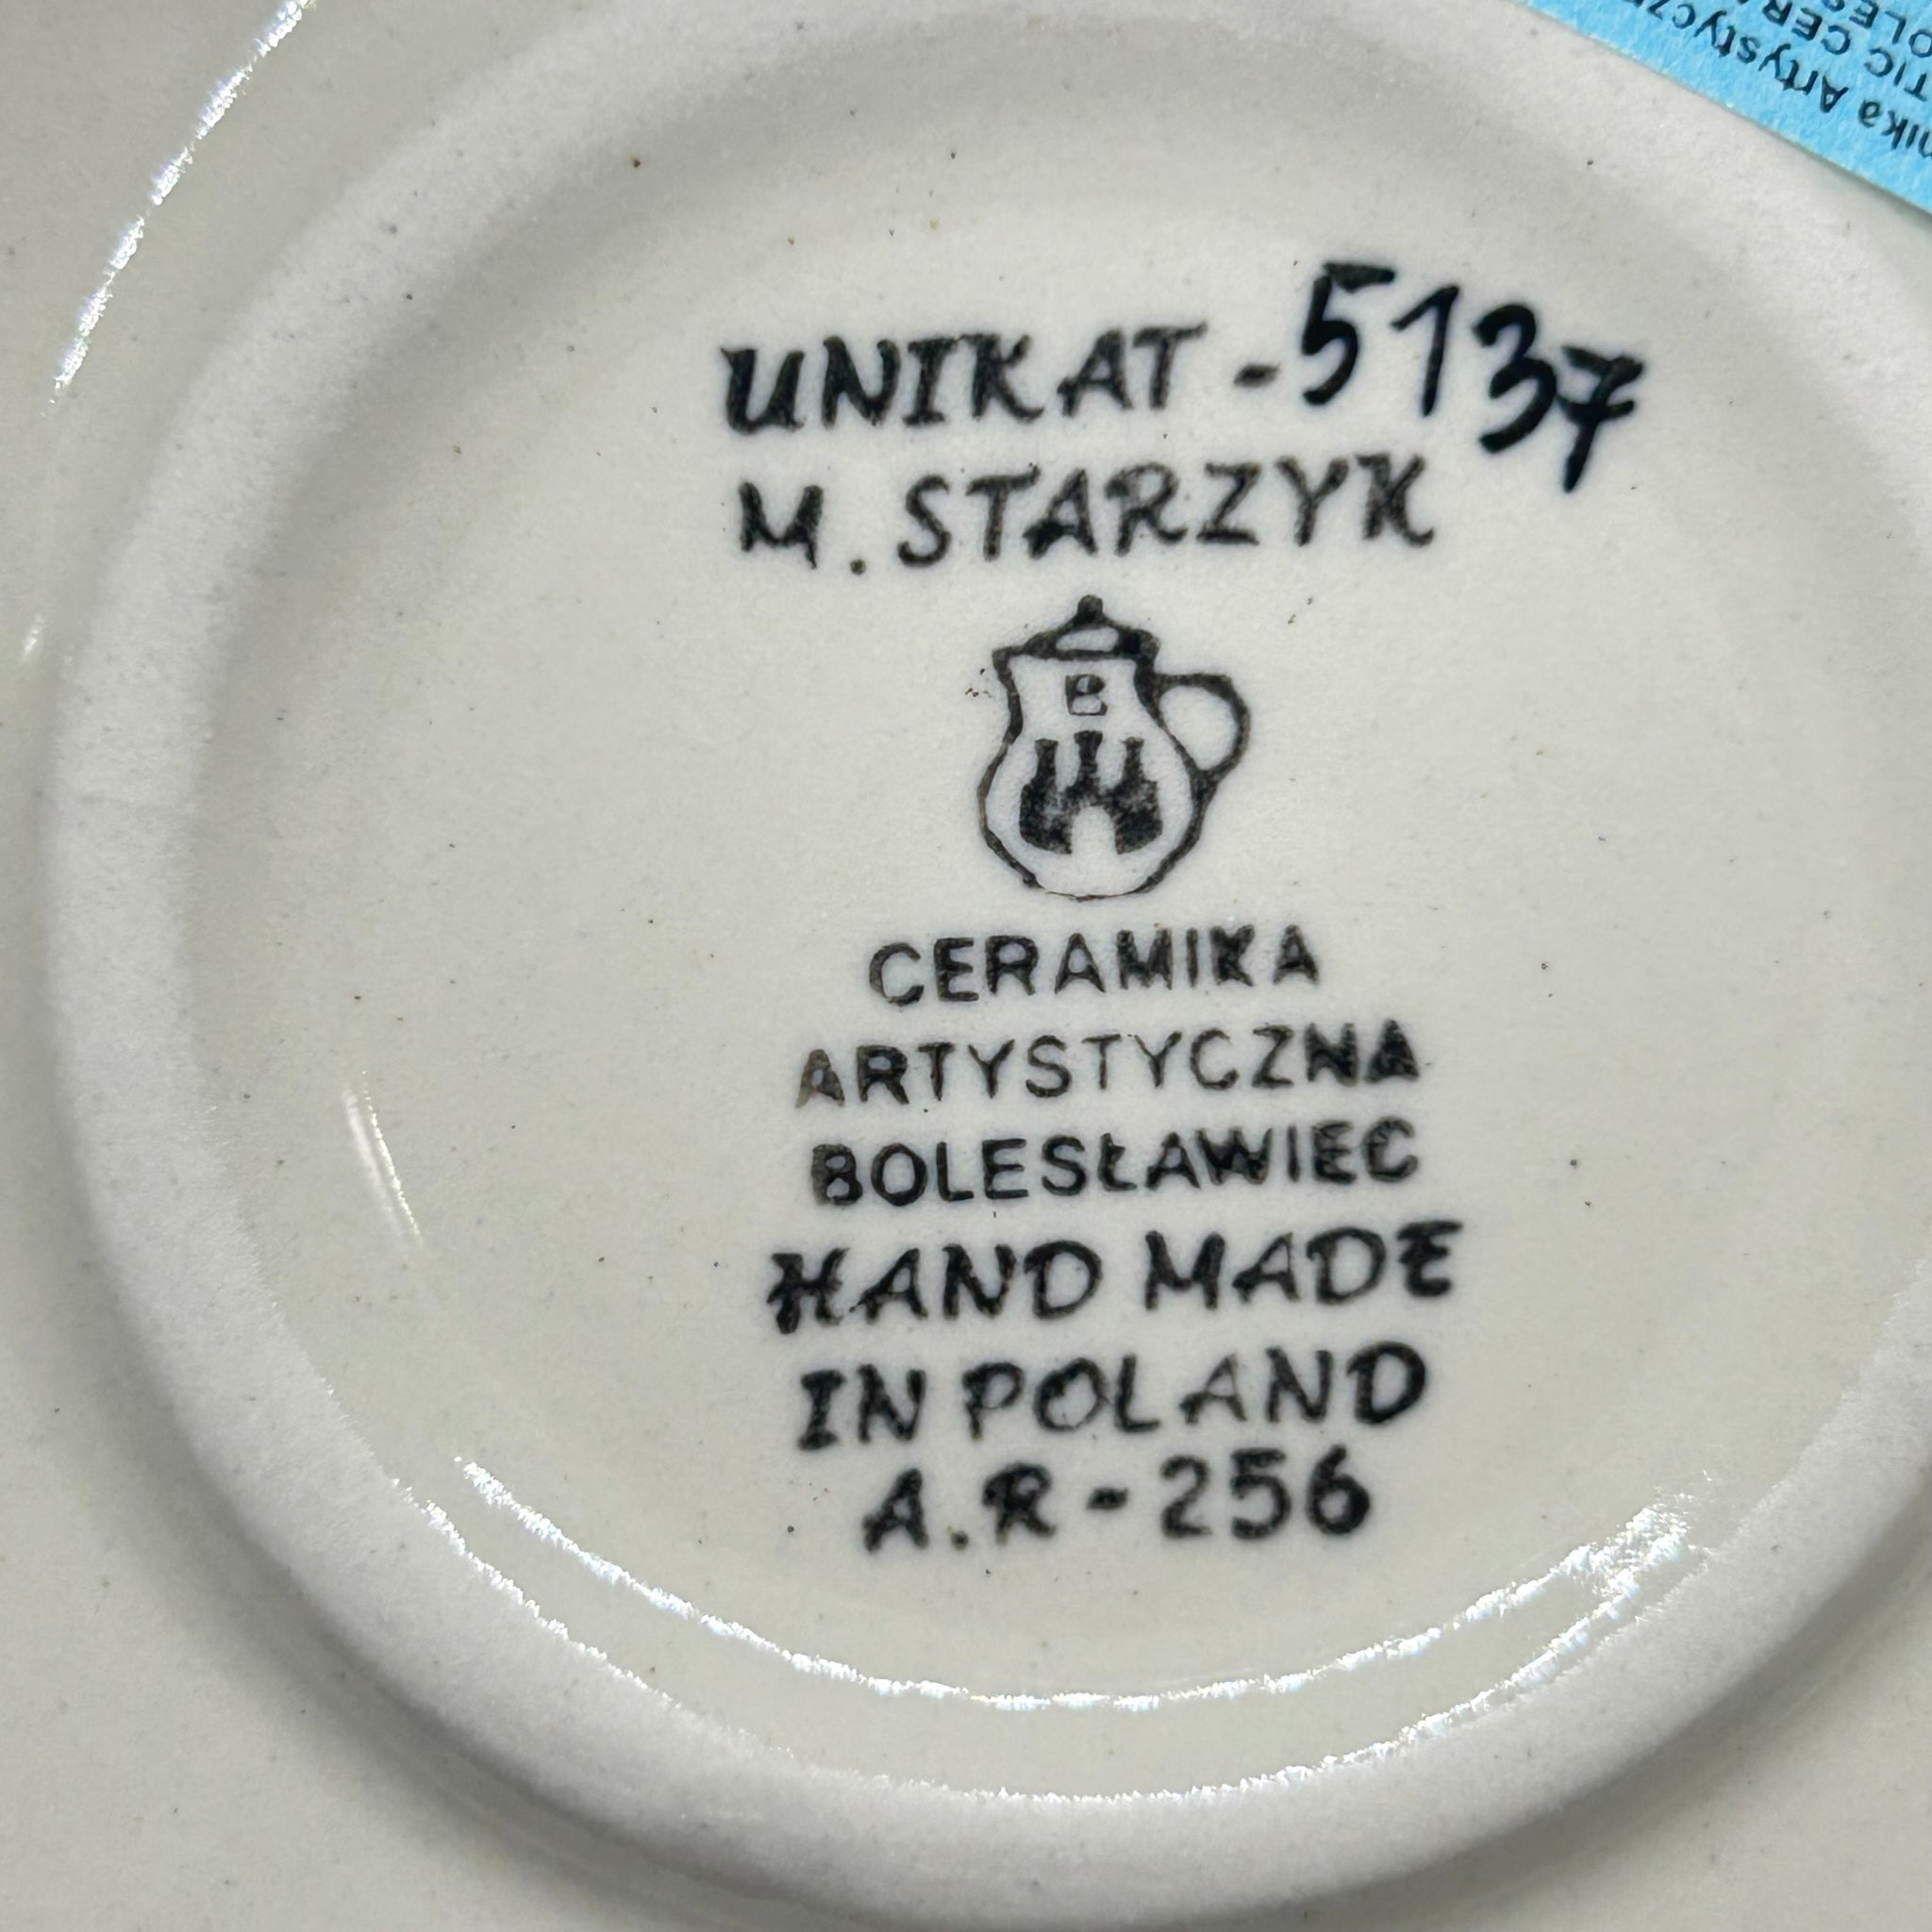 UNIKAT - 5137
M. STARZYK
B
CERAMIKA
ARTYSTYCZNA
BOLESŁAWIEC
HAND MADE
IN POLAND
A.R - 256